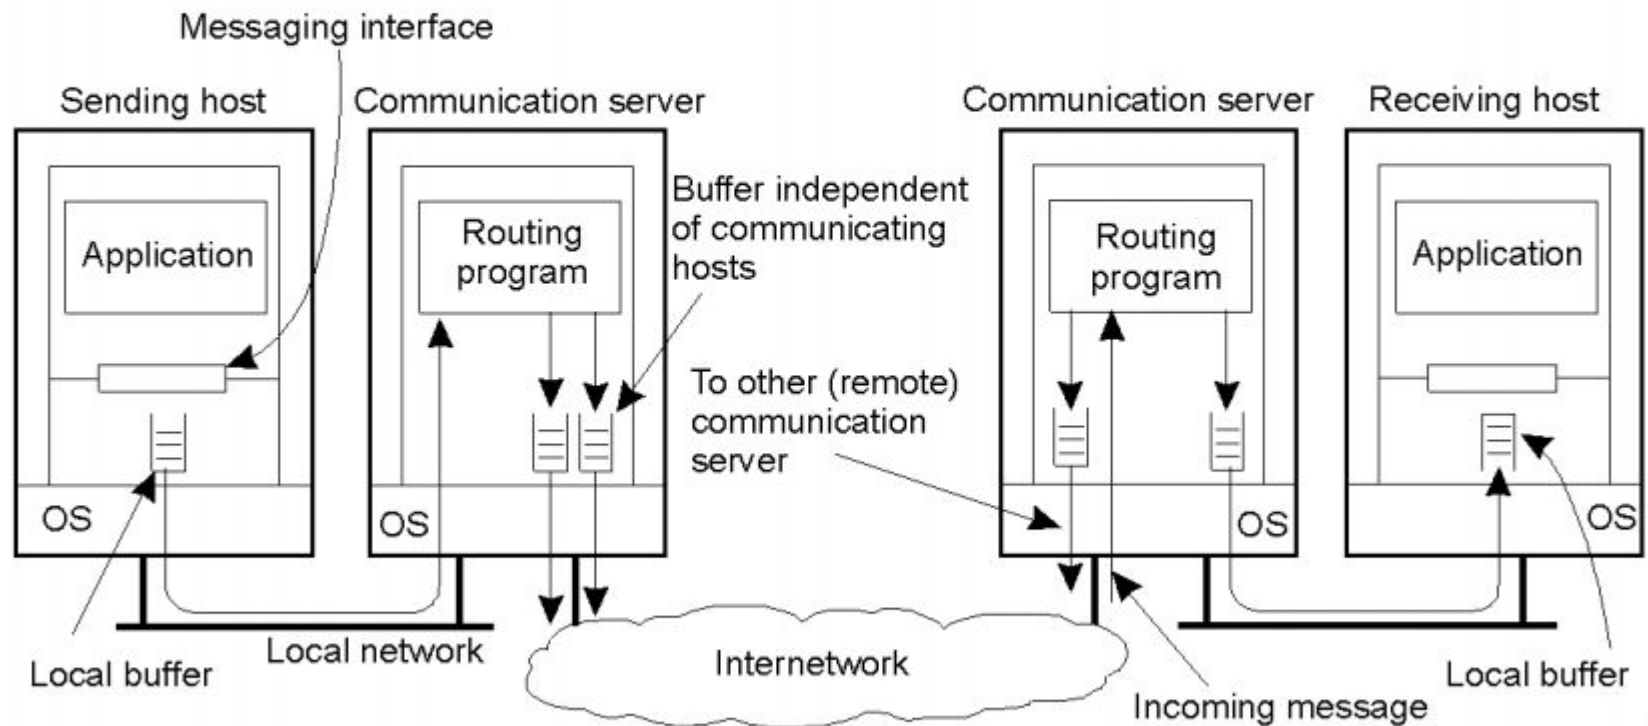 Messaging interface
Sending host
Communication server
Communication server
Receiving host
Application
Routing
program
Buffer independent
of communicating
hosts
Routing
program
Application
To other (remote)
communication
server
OS
OS
OS
OS
Local buffer
Local network
Internetwork
Incoming message
Local buffer